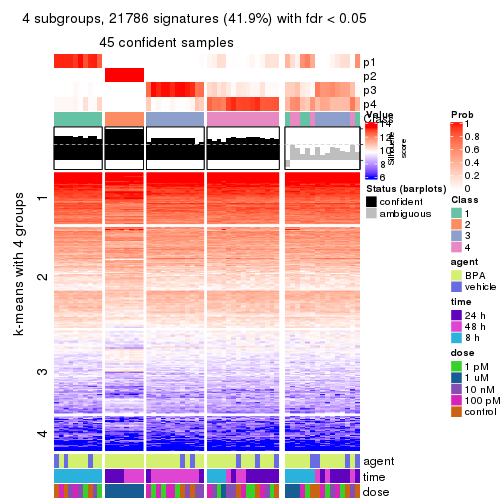 4 subgroups, 21786 signatures (41.9%) with fdr < 0.05
45 confident samples
p1
p2
p3
p4
Class
k-means with 4 groups
1
2
3
4
agent
time
dose
Value
14
12
10
8
6
Silhouette
score
Status (barplots)
confident
ambiguous
Prob
1
0.8
0.6
0.4
0.2
0
Class
1
2
3
4
agent
BPA
vehicle
time
24 h
48 h
8 h
dose
1 pM
1 uM
10 nM
100 pM
control